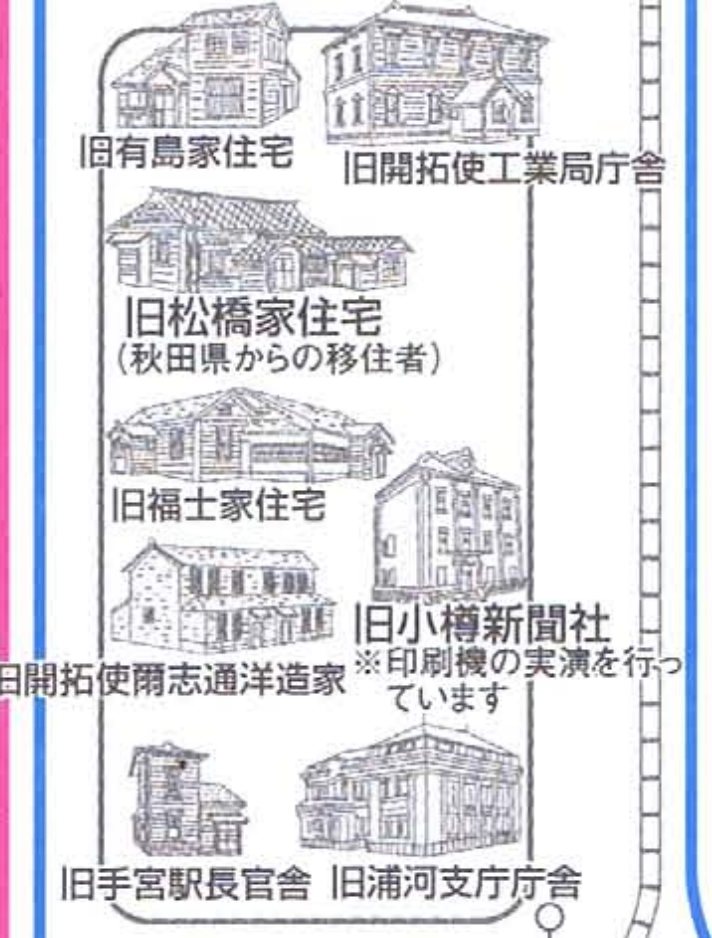 旧有島家住宅
旧開拓使工業局庁舎
旧松橋家住宅
（秋田県からの移住者）
旧福士家住宅
旧小樽新聞社
※印刷機の実演を行っ
ています
旧開拓使爾志通洋造家
旧手宮駅長官舎
旧浦河支庁庁舎